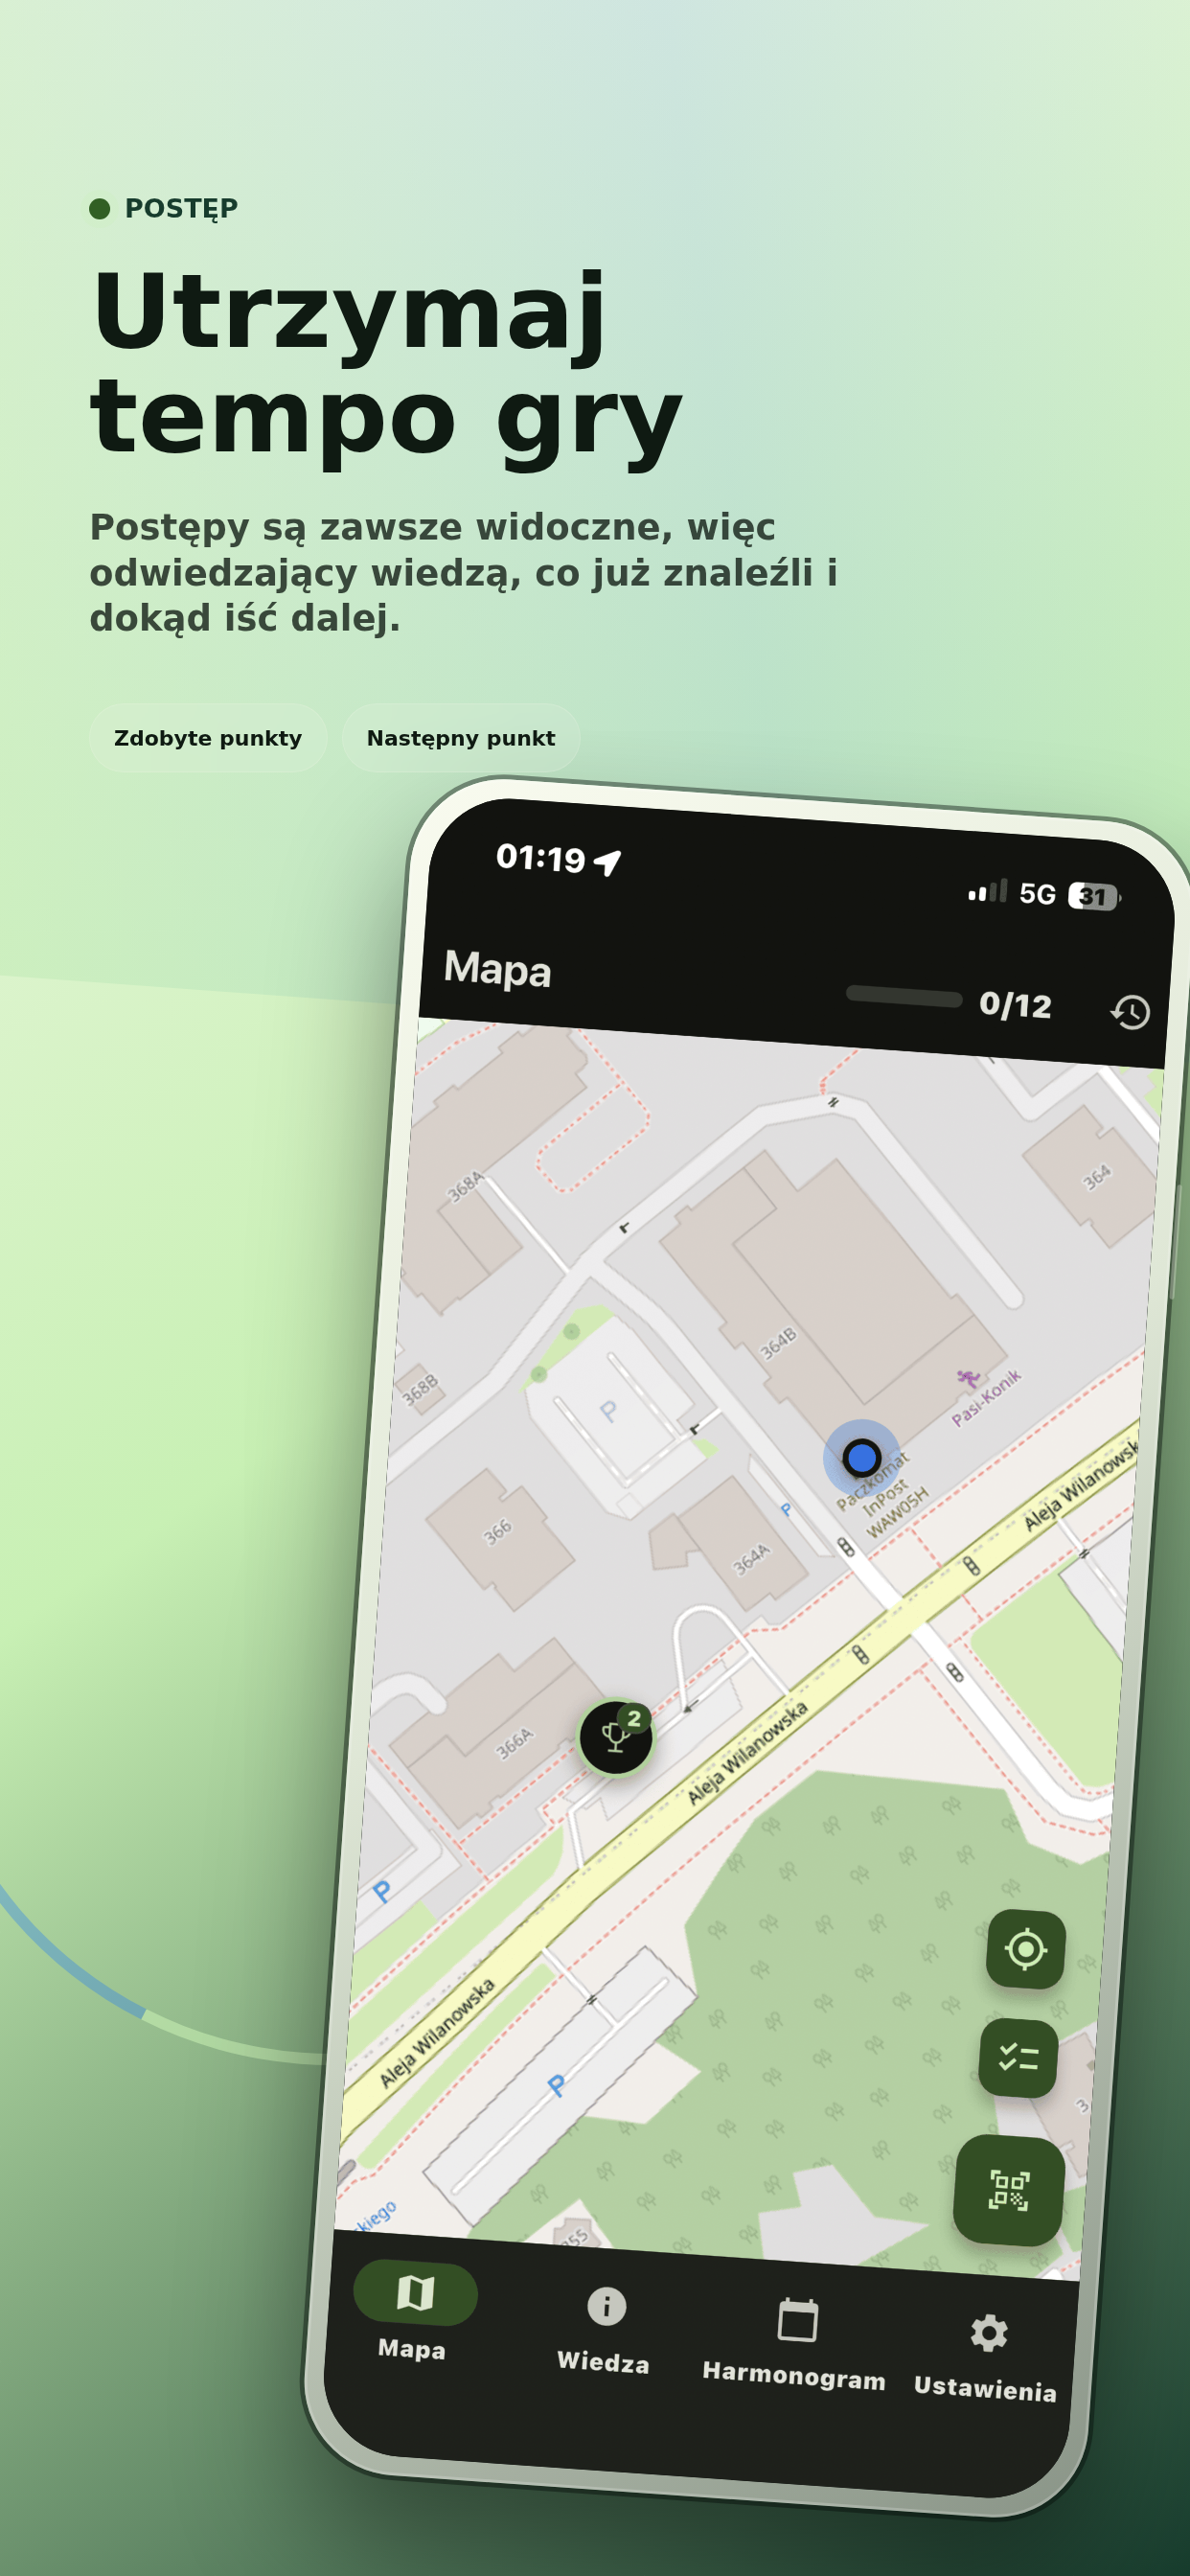 POSTĘP
Utrzymaj
tempo gry
Postępy są zawsze widoczne, więc
odwiedzający wiedzą, co już znaleźli i
dokąd iść dalej.
Zdobyte punkty
Następny punkt
01:19
5G
31
Mapa
0/12
368A
364
364B
368B
P
Pasi-Konik
Paczkomat
InPost
WAW05H
Aleja Wilanowska
366
P
364A
2
366A
Aleja Wilanowska
P
Aleja Wilanowska
P
Mapa
Wiedza
Harmonogram
Ustawienia